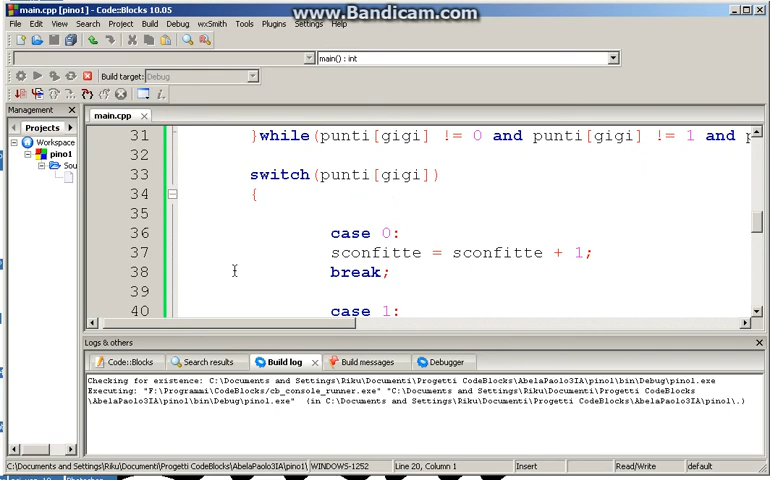 main.cpp [pino1] - Code::Blocks 10.05
www.Bandicam.com
File Edit View Search Project Build Debug wxSmith Tools Plugins Settings Help
main() : int
Build target: Debug
Management
main.cpp
Projects
Workspace
pino1
Sou
31 }while(punti[gigi] != 0 and punti[gigi] != 1 and p
32
33 switch(punti[gigi])
34 {
35
36 case 0:
37 sconfitte = sconfitte + 1;
38 break;
39
40 case 1:
Logs & others
Code::Blocks Search results Build log Build messages Debugger
Checking for existence: C:\Documents and Settings\Riku\Documenti\Progetti CodeBlocks\AbelaPaolo3IA\pino1\bin\Debug\pino1.exe
Executing: "F:\Programmi\CodeBlocks/cb_console_runner.exe" "C:\Documents and Settings\Riku\Documenti\Progetti CodeBlocks
\AbelaPaolo3IA\pino1\bin\Debug\pino1.exe" (in C:\Documents and Settings\Riku\Documenti\Progetti CodeBlocks\AbelaPaolo3IA\pino1\.)
C:\Documents and Settings\Riku\Documenti\Progetti CodeBlocks\AbelaPaolo3IA\pino1\ WINDOWS-1252 Line 20, Column 1 Insert Read/Write default